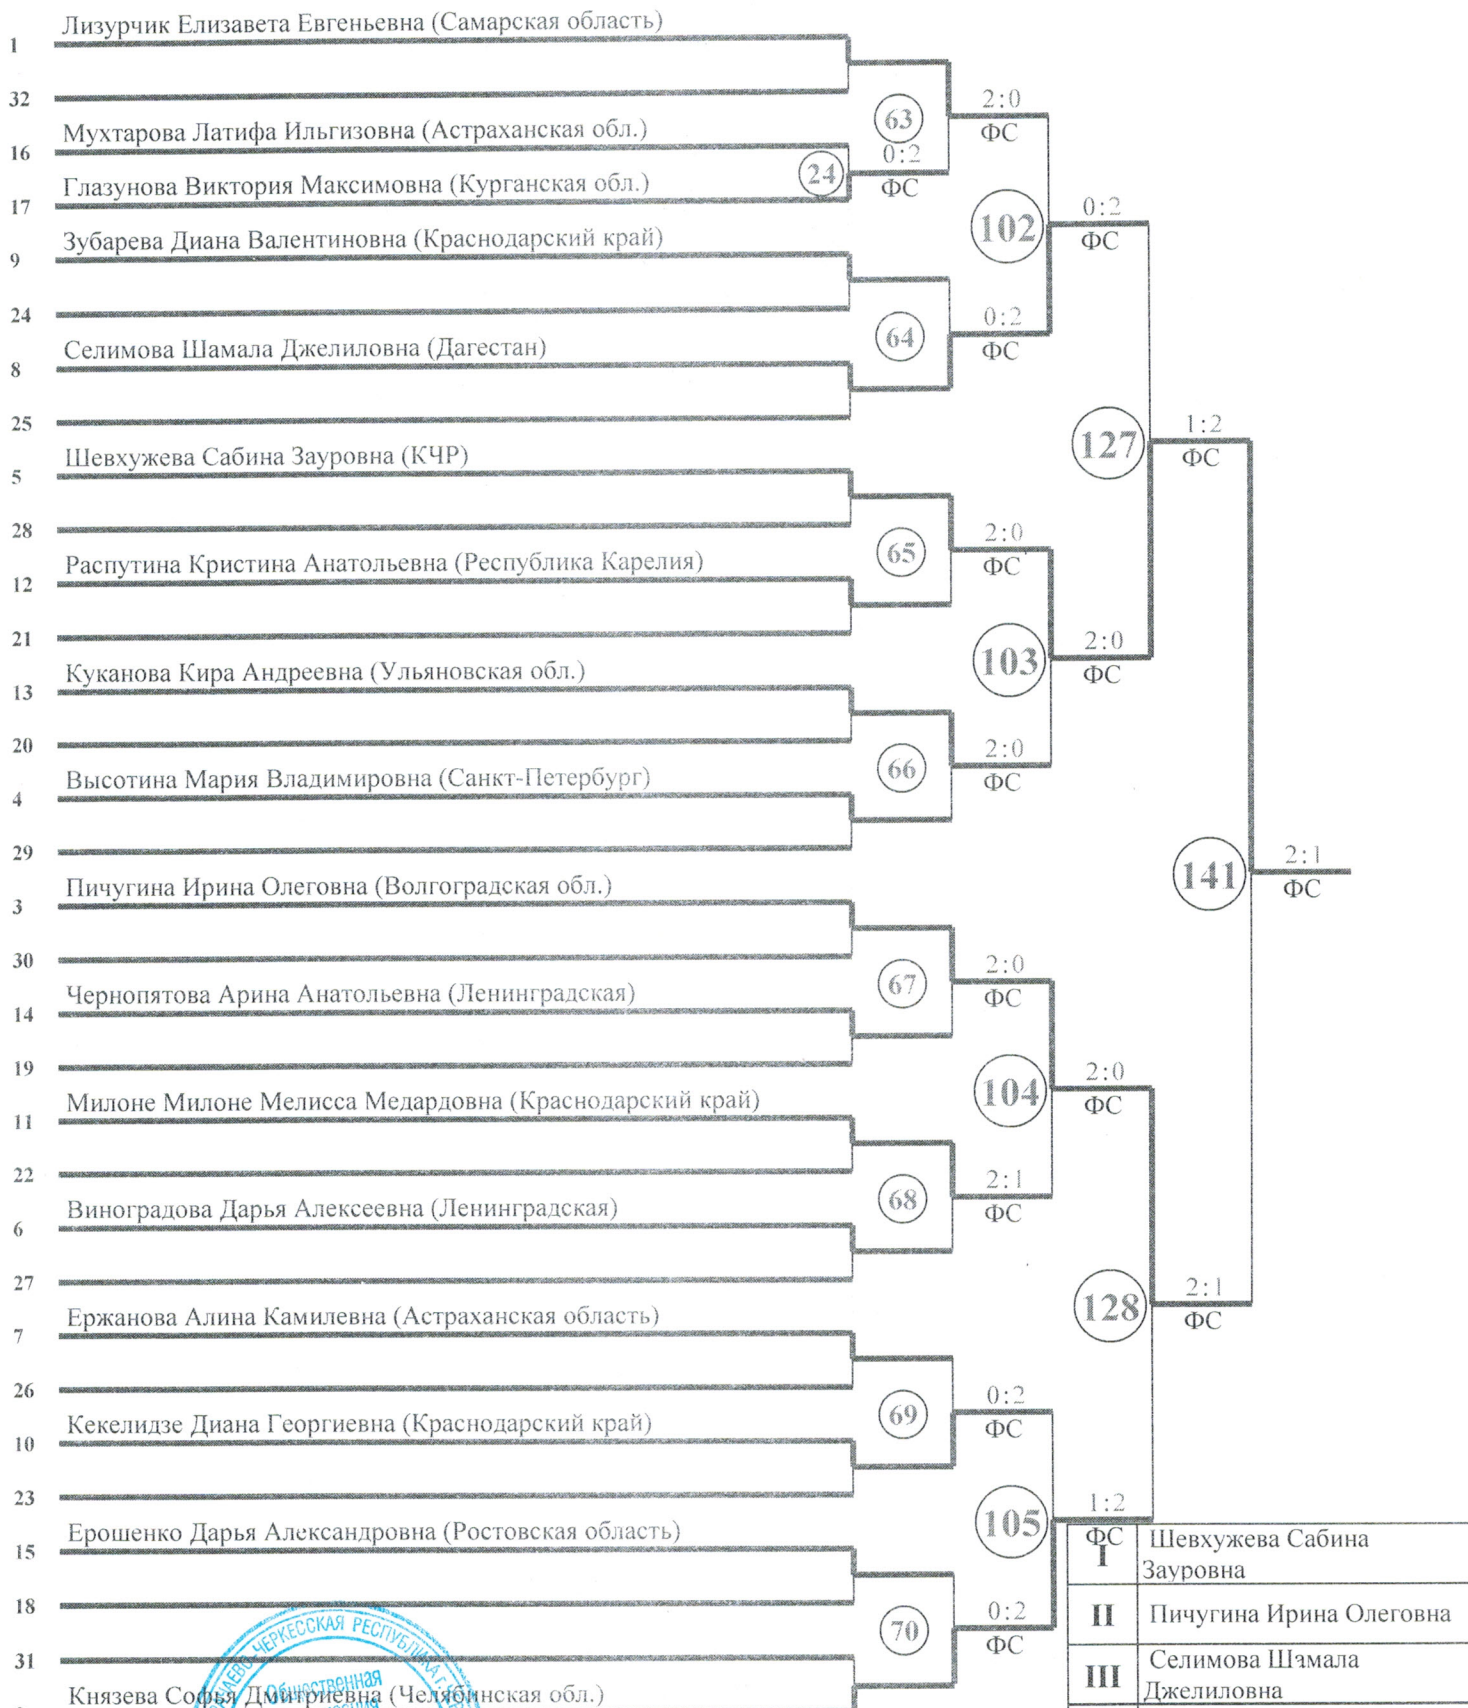 Лизурчик Елизавета Евгеньевна (Самарская область)
1
32
Мухтарова Латифа Ильгизовна (Астраханская обл.)
16
Глазунова Виктория Максимовна (Курганская обл.)
17
Зубарева Диана Валентиновна (Краснодарский край)
9
24
Селимова Шамала Джелиловна (Дагестан)
8
25
Шевхужева Сабина Зауровна (КЧР)
5
28
Распутина Кристина Анатольевна (Республика Карелия)
12
21
Куканова Кира Андреевна (Ульяновская обл.)
13
20
Высотина Мария Владимировна (Санкт-Петербург)
4
29
Пичугина Ирина Олеговна (Волгоградская обл.)
3
30
Чернопятова Арина Анатольевна (Ленинградская)
14
19
Милоне Милоне Мелисса Медардовна (Краснодарский край)
11
22
Виноградова Дарья Алексеевна (Ленинградская)
6
27
Ержанова Алина Камилевна (Астраханская область)
7
26
Кекелидзе Диана Георгиевна (Краснодарский край)
10
23
Ерошенко Дарья Александровна (Ростовская область)
15
18
31
Князева Софья Дмитриевна (Челябинская обл.)
24
0:2
ФС
63
2:0
ФС
64
0:2
ФС
65
2:0
ФС
66
2:0
ФС
67
2:0
ФС
68
2:1
ФС
69
0:2
ФС
70
0:2
ФС
102
0:2
ФС
103
2:0
ФС
104
2:0
ФС
105
1:2
ФС
127
1:2
ФС
128
2:1
ФС
141
2:1
ФС
I Шевхужева Сабина
Зауровна
II Пичугина Ирина Олеговна
III Селимова Шамала
Джелиловна
ЧЕРКЕССКАЯ РЕСПУБЛИКА
Общественная